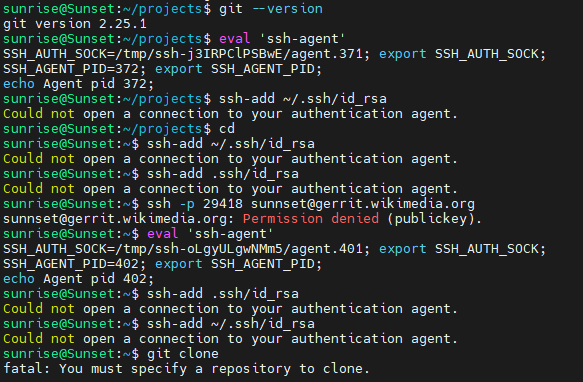 sunrise@Sunset:~/projects$ git --version
git version 2.25.1
sunrise@Sunset:~/projects$ eval 'ssh-agent'
SSH_AUTH_SOCK=/tmp/ssh-j3IRPClPSBwE/agent.371; export SSH_AUTH_SOCK;
SSH_AGENT_PID=372; export SSH_AGENT_PID;
echo Agent pid 372;
sunrise@Sunset:~/projects$ ssh-add ~/.ssh/id_rsa
Could not open a connection to your authentication agent.
sunrise@Sunset:~/projects$ cd
sunrise@Sunset:~$ ssh-add ~/.ssh/id_rsa
Could not open a connection to your authentication agent.
sunrise@Sunset:~$ ssh-add .ssh/id_rsa
Could not open a connection to your authentication agent.
sunrise@Sunset:~$ ssh -p 29418 sunnset@gerrit.wikimedia.org
sunnset@gerrit.wikimedia.org: Permission denied (publickey).
sunrise@Sunset:~$ eval 'ssh-agent'
SSH_AUTH_SOCK=/tmp/ssh-oLgyULgwNMm5/agent.401; export SSH_AUTH_SOCK;
SSH_AGENT_PID=402; export SSH_AGENT_PID;
echo Agent pid 402;
sunrise@Sunset:~$ ssh-add .ssh/id_rsa
Could not open a connection to your authentication agent.
sunrise@Sunset:~$ ssh-add ~/.ssh/id_rsa
Could not open a connection to your authentication agent.
sunrise@Sunset:~$ git clone
fatal: You must specify a repository to clone.